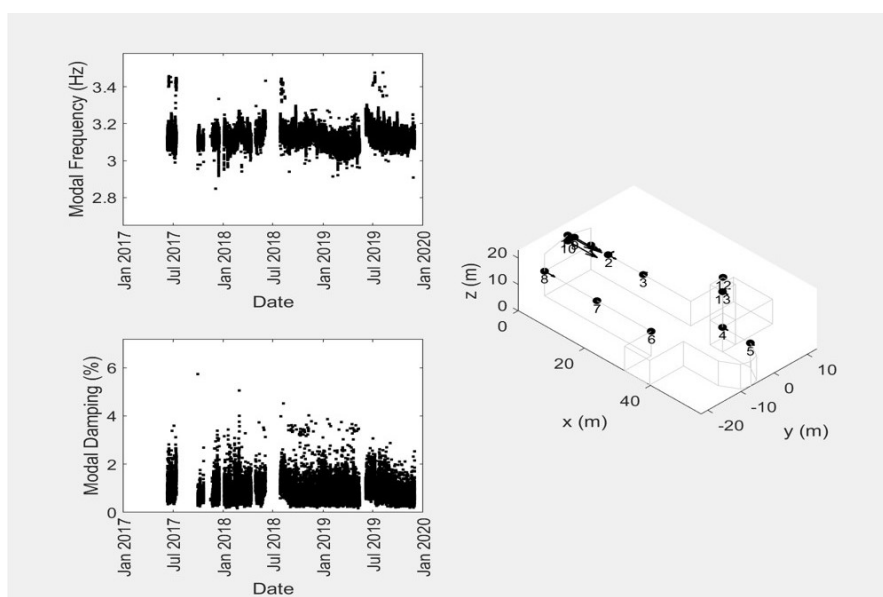 Modal Frequency (Hz)
3.4
3.2
3
2.8
Jan 2017
Jul 2017
Jan 2018
Jul 2018
Jan 2019
Jul 2019
Jan 2020
Date
Modal Damping (%)
6
4
2
0
Jan 2017
Jul 2017
Jan 2018
Jul 2018
Jan 2019
Jul 2019
Jan 2020
Date
z (m)
20
10
0
0
20
40
x (m)
-20
-10
0
10
y (m)
10
2
3
8
7
6
12
13
4
5